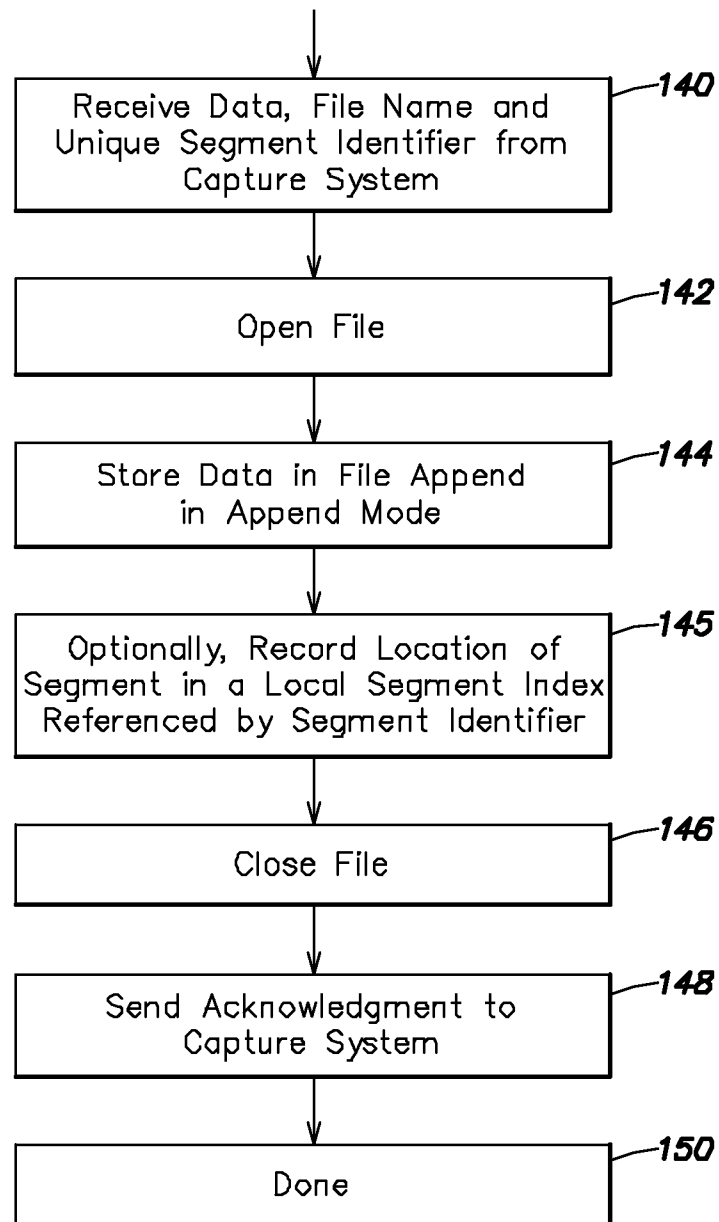 140
Receive Data, File Name and
Unique Segment Identifier from
Capture System
142
Open File
144
Store Data in File Append
in Append Mode
145
Optionally, Record Location of
Segment in a Local Segment Index
Referenced by Segment Identifier
146
Close File
148
Send Acknowledgment to
Capture System
150
Done